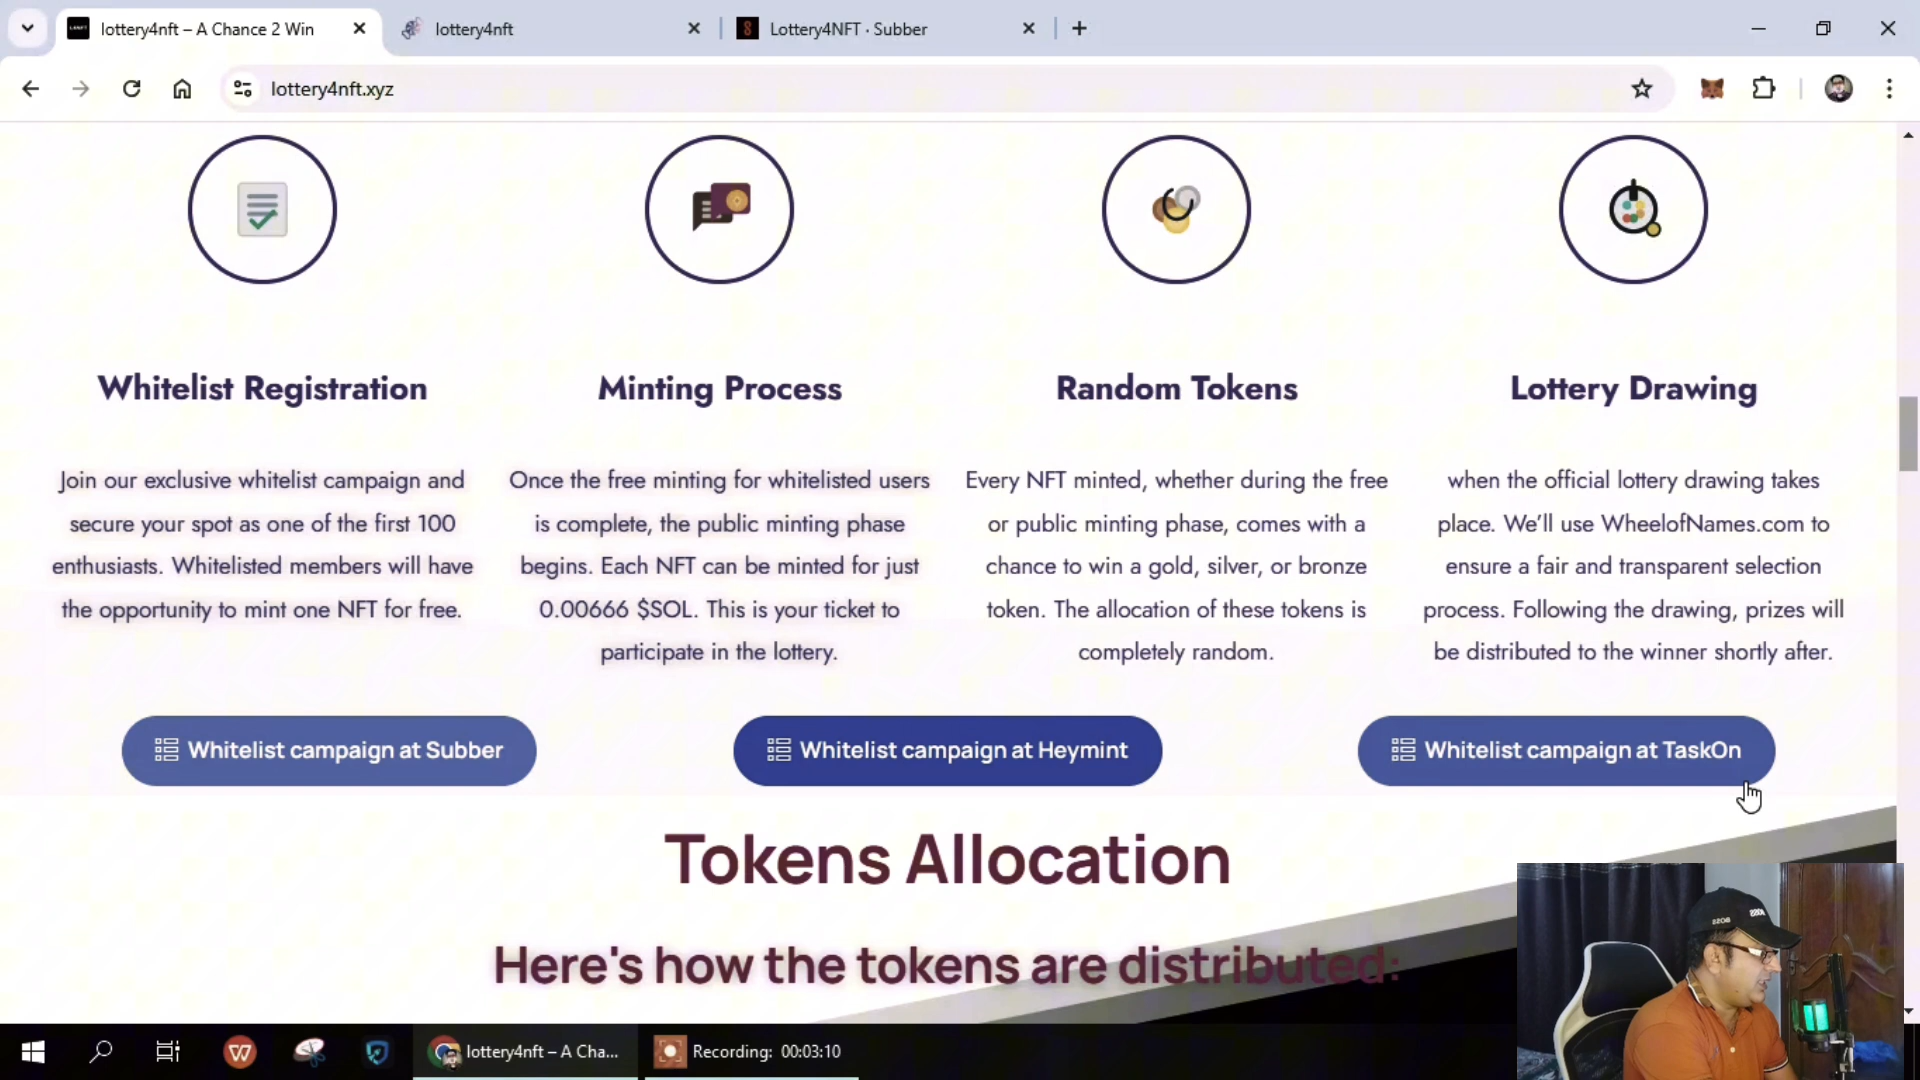 lottery4nft – A Chance 2 Win
lottery4nft
Lottery4NFT · Subber
lottery4nft.xyz
Whitelist Registration
Join our exclusive whitelist campaign and
secure your spot as one of the first 100
enthusiasts. Whitelisted members will have
the opportunity to mint one NFT for free.
Minting Process
Once the free minting for whitelisted users
is complete, the public minting phase
begins. Each NFT can be minted for just
0.00666 $SOL. This is your ticket to
participate in the lottery.
Random Tokens
Every NFT minted, whether during the free
or public minting phase, comes with a
chance to win a gold, silver, or bronze
token. The allocation of these tokens is
completely random.
Lottery Drawing
when the official lottery drawing takes
place. We’ll use WheelofNames.com to
ensure a fair and transparent selection
process. Following the drawing, prizes will
be distributed to the winner shortly after.
Whitelist campaign at Subber
Whitelist campaign at Heymint
Whitelist campaign at TaskOn
Tokens Allocation
Here's how the tokens are distributed:
lottery4nft – A Cha...
Recording: 00:03:10